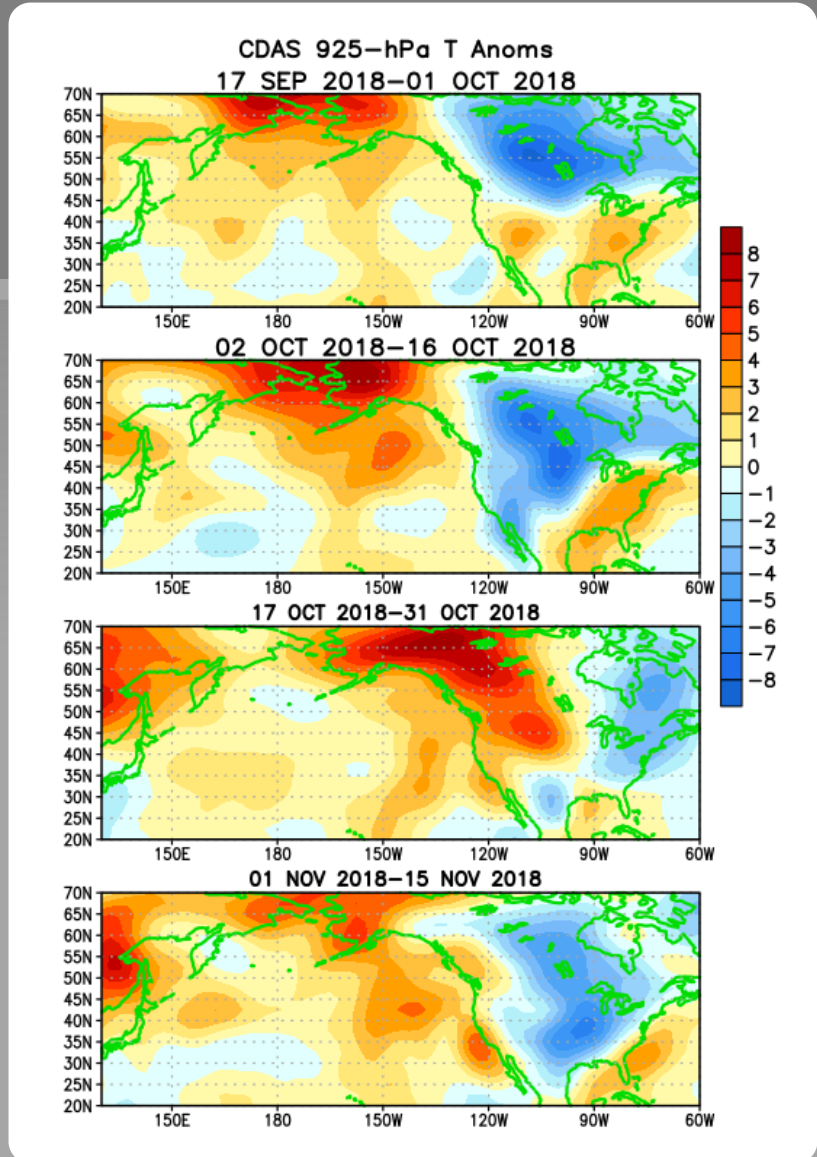 CDAS 925-hPa T Anoms
17 SEP 2018-01 OCT 2018
70N
65N
60N
55N
50N
45N
40N
35N
30N
25N
20N
150E 180 150W 120W 90W 60W
02 OCT 2018-16 OCT 2018
70N
65N
60N
55N
50N
45N
40N
35N
30N
25N
20N
150E 180 150W 120W 90W 60W
17 OCT 2018-31 OCT 2018
70N
65N
60N
55N
50N
45N
40N
35N
30N
25N
20N
150E 180 150W 120W 90W 60W
01 NOV 2018-15 NOV 2018
70N
65N
60N
55N
50N
45N
40N
35N
30N
25N
20N
150E 180 150W 120W 90W 60W
8
7
6
5
4
3
2
1
0
-1
-2
-3
-4
-5
-6
-7
-8